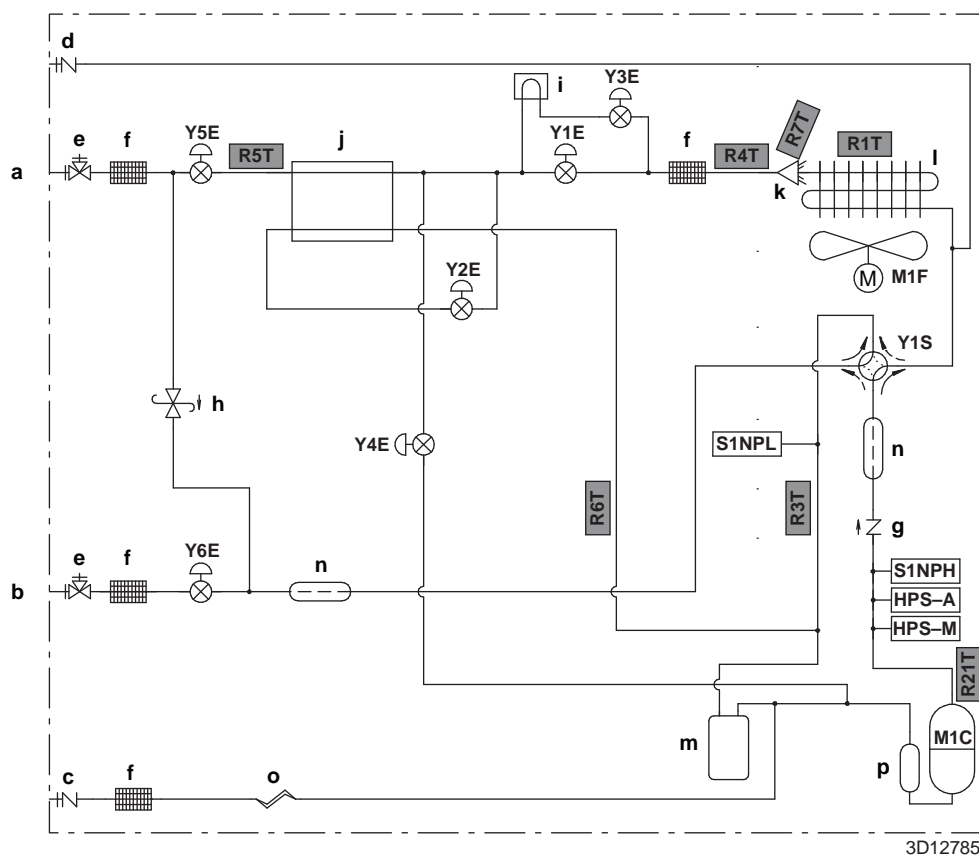 d
i
Y3E
e
f
Y5E
R5T
j
Y1E
f
R4T
R7T
R1T
l
a
k
Y2E
M
M1F
Y1S
h
Y4E
S1NPL
n
R6T
R3T
g
e
f
Y6E
n
S1NPH
b
HPS–A
HPS–M
R21T
m
M1C
p
c
f
o
3D12785